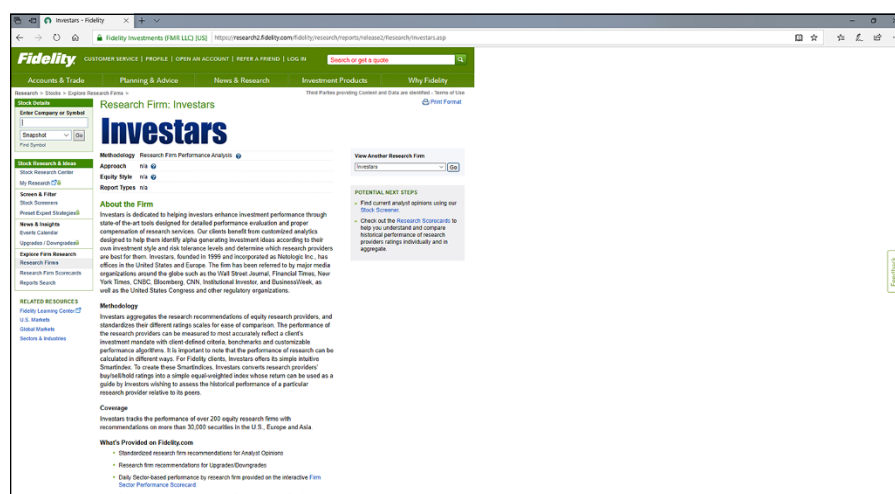 Investars - Fidelity
Fidelity Investments (FMR LLC) [US]
https://research2.fidelity.com/fidelity/research/reports/release2/Research/Investars.asp
Fidelity
CUSTOMER SERVICE | PROFILE | OPEN AN ACCOUNT | REFER A FRIEND | LOG IN
Search or get a quote
Accounts & Trade
Planning & Advice
News & Research
Investment Products
Why Fidelity
Research > Stocks > Explore Research Firms >
Third Parties providing Content and Data are identified - Terms of Use
Stock Details
Enter Company or Symbol
Snapshot
Go
Find Symbol
Stock Research & Ideas
Stock Research Center
My Research
Screen & Filter
Stock Screeners
Preset Expert Strategies
News & Insights
Events Calendar
Upgrades / Downgrades
Explore Firm Research
Research Firms
Research Firm Scorecards
Reports Search
RELATED RESOURCES
Fidelity Learning Center
U.S. Markets
Global Markets
Sectors & Industries
Research Firm: Investars
Print Format
Investars
Methodology Research Firm Performance Analysis
Approach n/a
Equity Style n/a
Report Types n/a
About the Firm
Investars is dedicated to helping investors enhance investment performance through
state-of-the-art tools designed for detailed performance evaluation and proper
compensation of research services. Our clients benefit from customized analytics
designed to help them identify alpha generating investment ideas according to their
own investment style and risk tolerance levels and determine which research providers
are best for them. Investars, founded in 1999 and incorporated as Netologic Inc., has
offices in the United States and Europe. The firm has been referred to by major media
organizations around the globe such as the Wall Street Journal, Financial Times, New
York Times, CNBC, Bloomberg, CNN, Institutional Investor, and BusinessWeek, as
well as the United States Congress and other regulatory organizations.
Methodology
Investars aggregates the research recommendations of equity research providers, and
standardizes their different ratings scales for ease of comparison. The performance of
the research providers can be measured to most accurately reflect a client's
investment mandate with client-defined criteria, benchmarks and customizable
performance algorithms. It is important to note that the performance of research can be
calculated in different ways. For Fidelity clients, Investars offers its simple intuitive
Smartindex. To create these Smartindices, Investars converts research providers'
buy/sell/hold ratings into a simple equal-weighted index whose return can be used as a
guide by Investors wishing to assess the historical performance of a particular
research provider relative to its peers.
Coverage
Investars tracks the performance of over 200 equity research firms with
recommendations on more than 30,000 securities in the U.S., Europe and Asia.
What's Provided on Fidelity.com
• Standardized research firm recommendations for Analyst Opinions
• Research firm recommendations for Upgrades/Downgrades
• Daily Sector-based performance by research firm provided on the interactive Firm
Sector Performance Scorecard.
View Another Research Firm
Investars
Go
POTENTIAL NEXT STEPS
Find current analyst opinions using our
Stock Screener.
Check out the Research Scorecards to
help you understand and compare
historical performance of research
providers ratings individually and in
aggregate.
Feedback